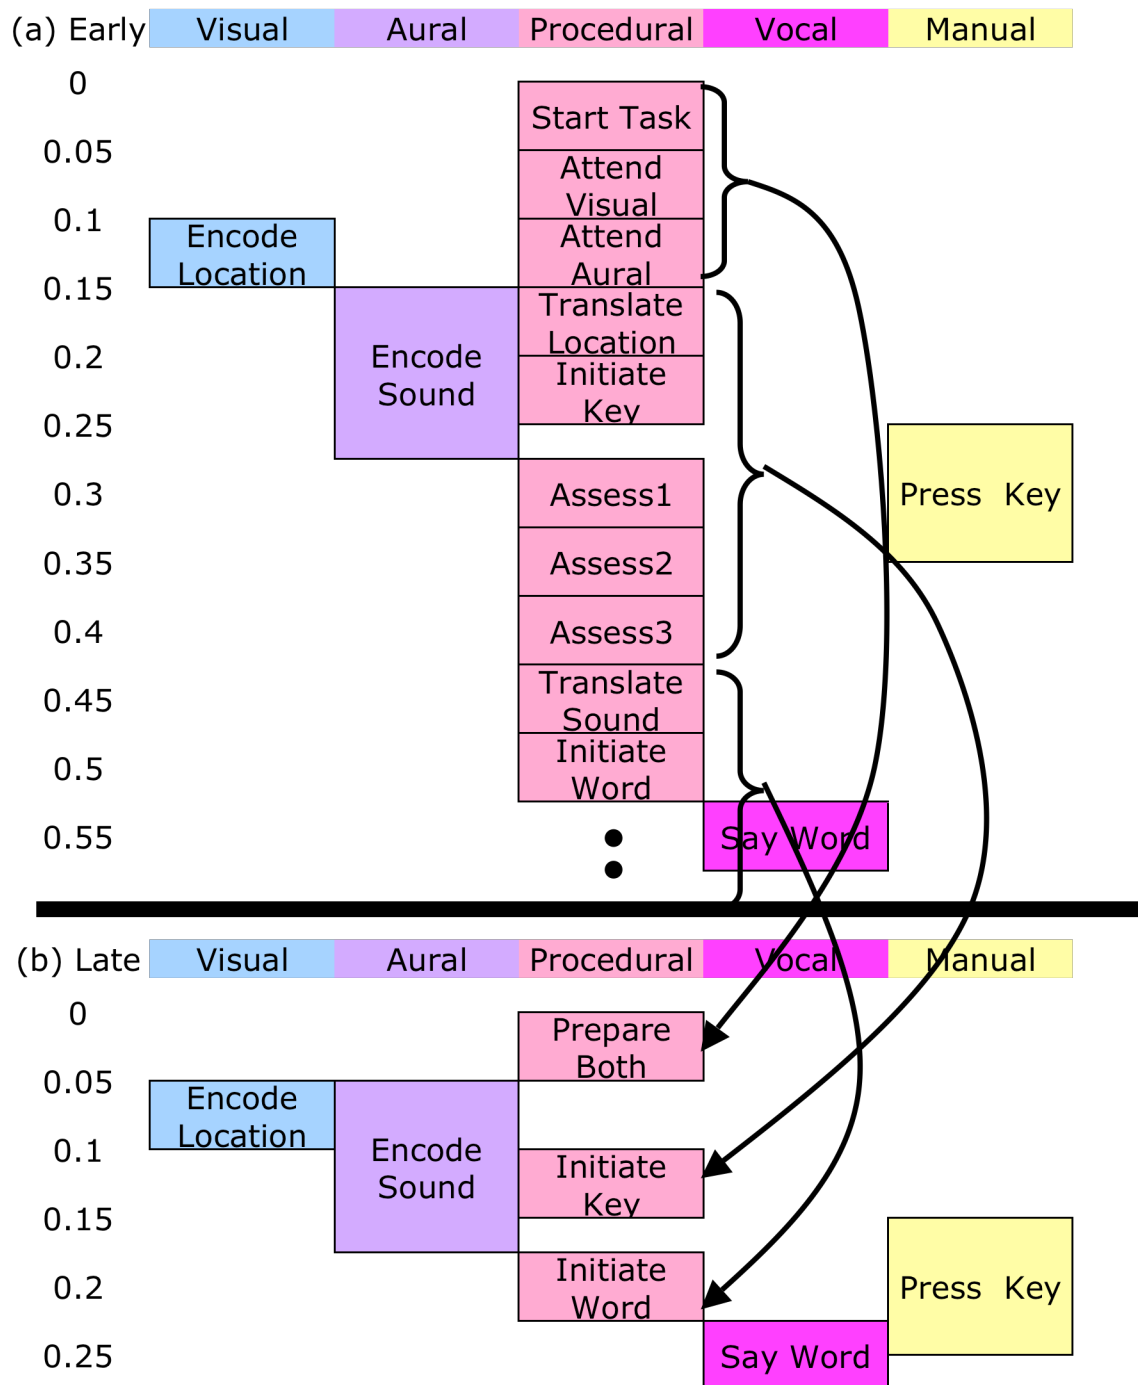 (a) Early Visual Aural Procedural Vocal Manual
0
Start Task
0.05
Attend
Visual
0.1
Encode
Location
Attend
Aural
0.15
Translate
Location
0.2
Encode
Sound
Initiate
Key
0.25
0.3
Assess1
Press Key
0.35
Assess2
0.4
Assess3
0.45
Translate
Sound
0.5
Initiate
Word
0.55
Say Word
(b) Late Visual Aural Procedural Vocal Manual
0
Prepare
Both
0.05
Encode
Location
0.1
Encode
Sound
Initiate
Key
0.15
0.2
Initiate
Word
Press Key
0.25
Say Word